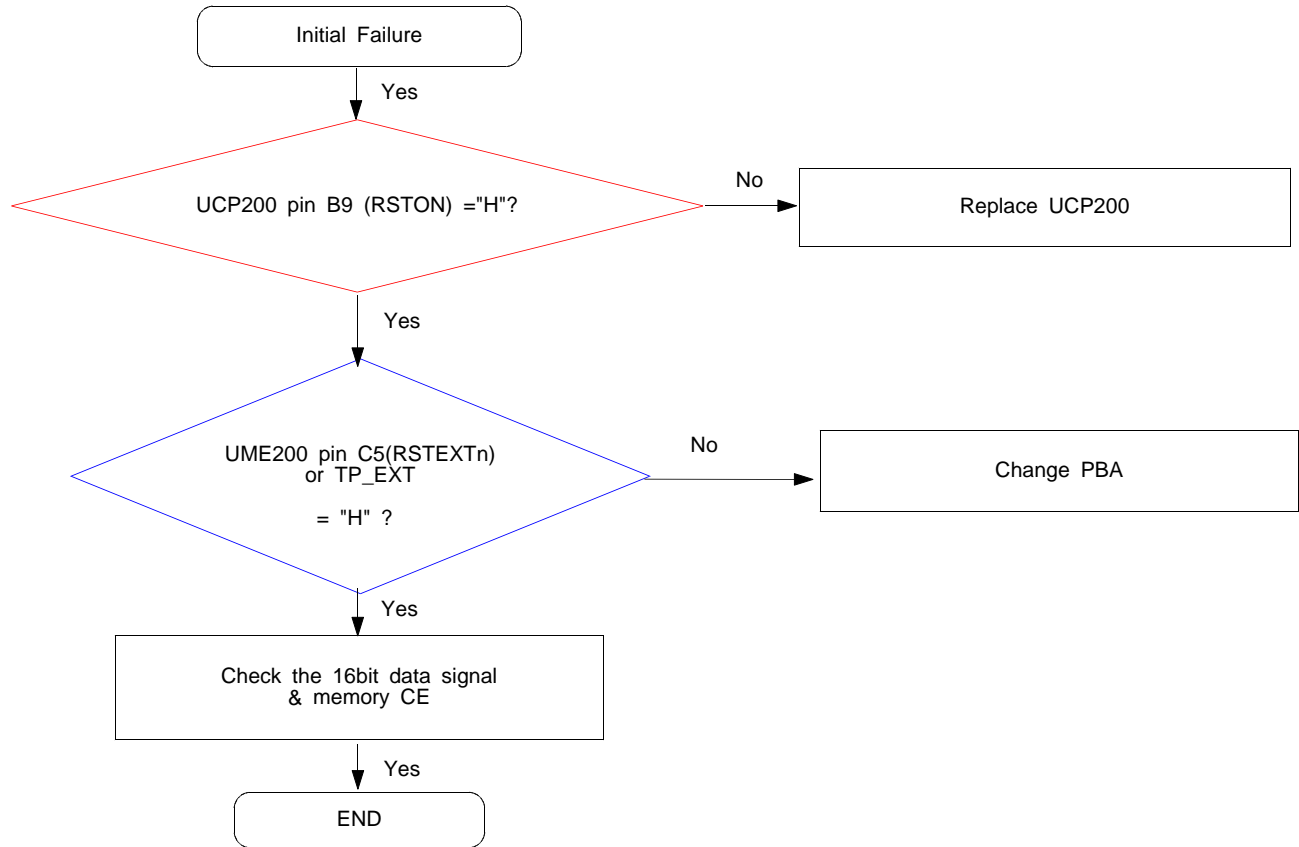 Initial Failure
Yes
UCP200 pin B9 (RSTON) ="H"?
No
Replace UCP200
Yes
UME200 pin C5(RSTEXTn)
or TP_EXT
= "H" ?
No
Change PBA
Yes
Check the 16bit data signal
& memory CE
Yes
END